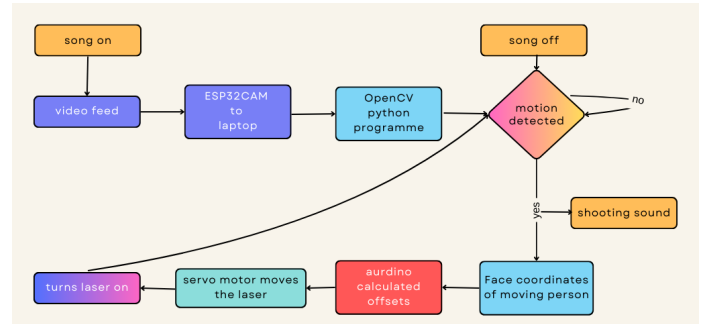 song on
song off
video feed
ESP32CAM
to
laptop
OpenCV
python
programme
motion
detected
no
yes
shooting sound
turns laser on
servo motor moves
the laser
aurdino
calculated
offsets
Face coordinates
of moving person